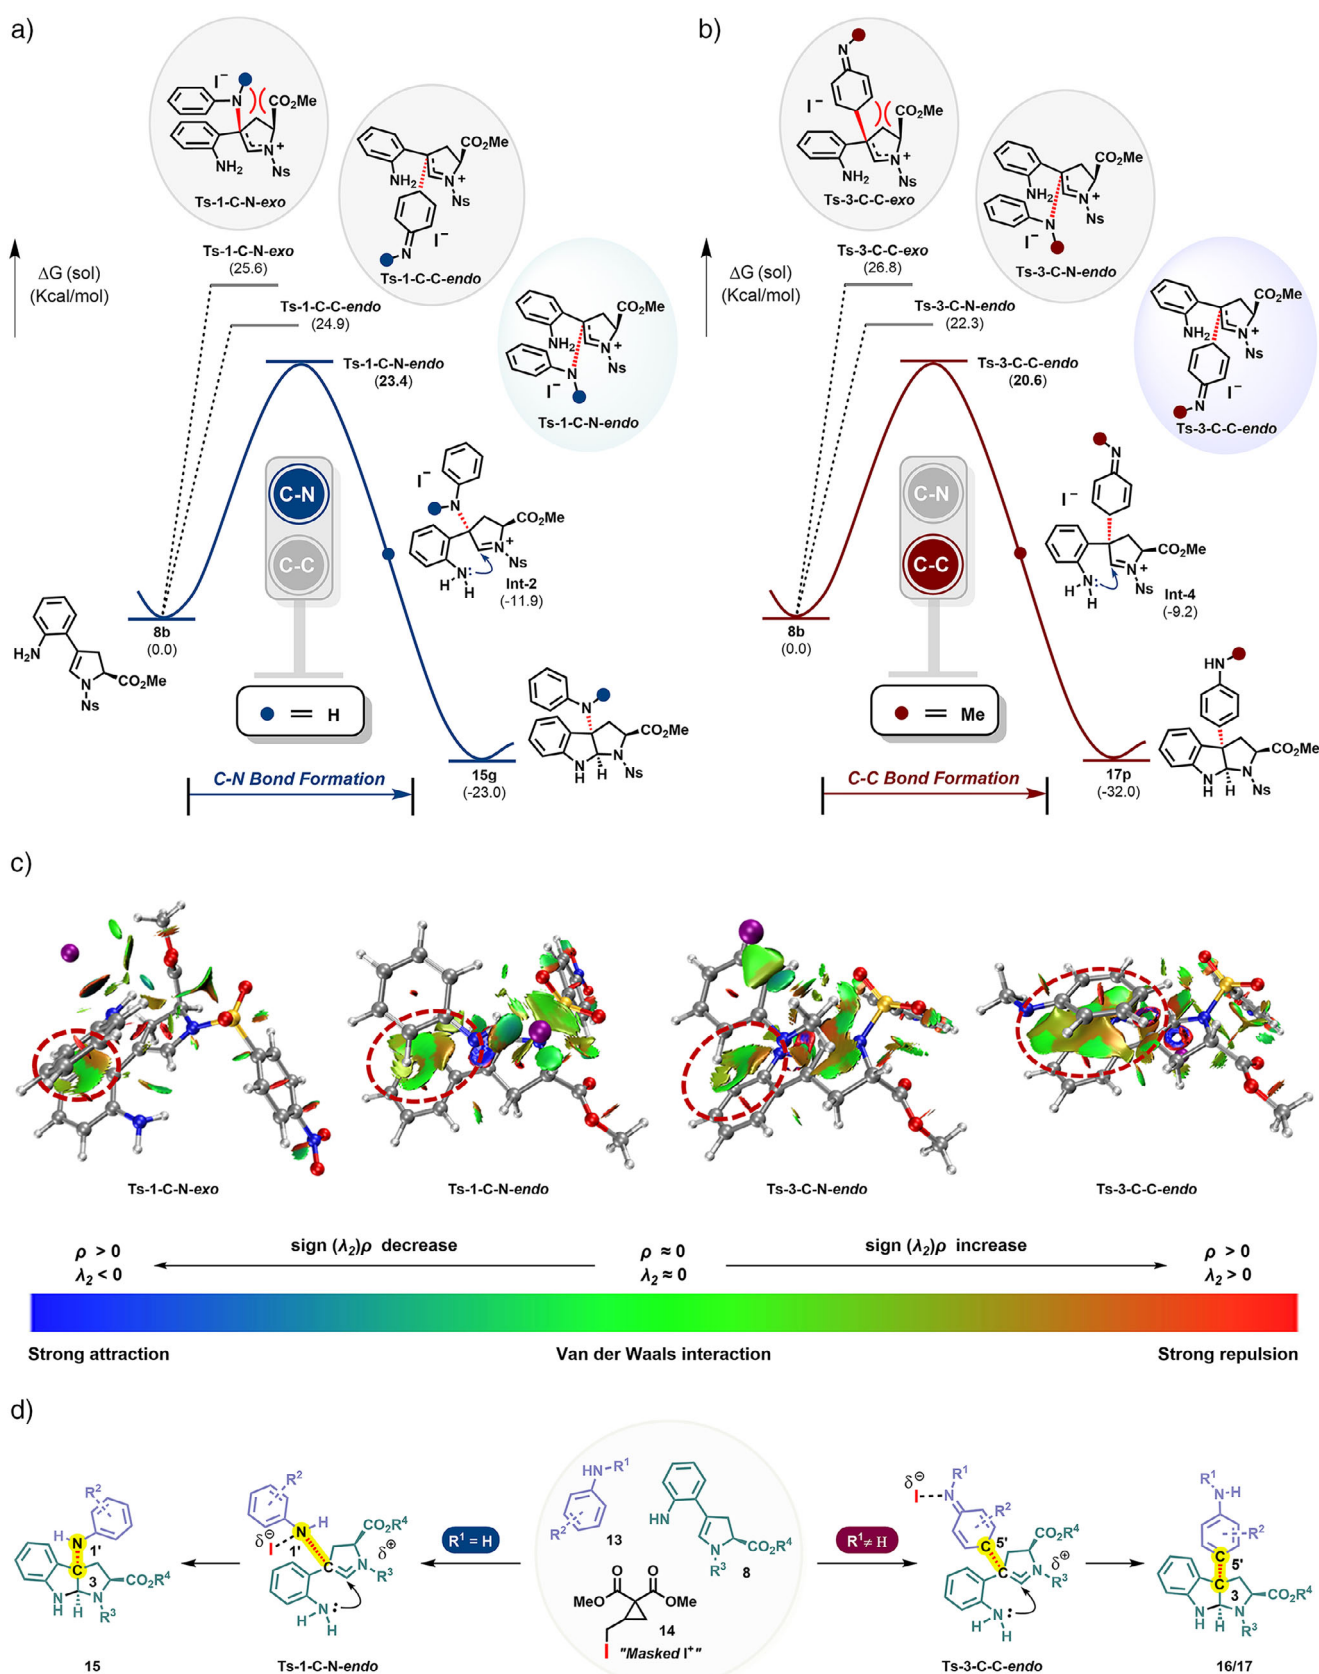 a)
I⁻
N
CO₂Me
NH₂
N
+
Ns
Ts-1-C-N-exo
CO₂Me
NH₂
N
+
Ns
I⁻
N
Ts-1-C-C-endo
CO₂Me
NH₂
N
+
Ns
N
I⁻
Ts-1-C-N-endo
ΔG (sol)
(Kcal/mol)
Ts-1-C-N-exo
(25.6)
Ts-1-C-C-endo
(24.9)
Ts-1-C-N-endo
(23.4)
C-N
C-C
I⁻
N
CO₂Me
N
+
Ns
N:
H H
Int-2
(-11.9)
8b
(0.0)
H₂N
N
CO₂Me
Ns
= H
N
CO₂Me
N
H
H
N
Ns
15g
(-23.0)
C-N Bond Formation
b)
N
I⁻
CO₂Me
NH₂
N
+
Ns
Ts-3-C-C-exo
CO₂Me
NH₂
N
+
Ns
N
I⁻
Ts-3-C-N-endo
CO₂Me
NH₂
N
+
Ns
N
I⁻
Ts-3-C-C-endo
ΔG (sol)
(Kcal/mol)
Ts-3-C-C-exo
(26.8)
Ts-3-C-N-endo
(22.3)
Ts-3-C-C-endo
(20.6)
C-N
C-C
N
I⁻
CO₂Me
N
+
Ns
N:
H H
Int-4
(-9.2)
8b
(0.0)
= Me
HN
CO₂Me
N
H
H
N
Ns
17p
(-32.0)
C-C Bond Formation
c)
Ts-1-C-N-exo
Ts-1-C-N-endo
Ts-3-C-N-endo
Ts-3-C-C-endo
ρ > 0
λ₂ < 0
sign (λ₂)ρ decrease
ρ ≈ 0
λ₂ ≈ 0
sign (λ₂)ρ increase
ρ > 0
λ₂ > 0
Strong attraction
Van der Waals interaction
Strong repulsion
d)
R²
H
N
1'
C
3
CO₂R⁴
N
H
H
N
R³
15
R²
N
H
δ⊖
I
1'
C
CO₂R⁴
δ⊕
N
R³
N:
H H
Ts-1-C-N-endo
R¹ = H
HN-R¹
R²
13
HN
N
R³
CO₂R⁴
8
O O
OMe OMe
14
I
"Masked I⁺"
R¹ ≠ H
R¹
δ⊖
I
N
R²
C
5'
C
CO₂R⁴
δ⊕
N
R³
N:
H H
Ts-3-C-C-endo
R¹
N-H
R²
C
5'
C
3
CO₂R⁴
N
H
H
N
R³
16/17